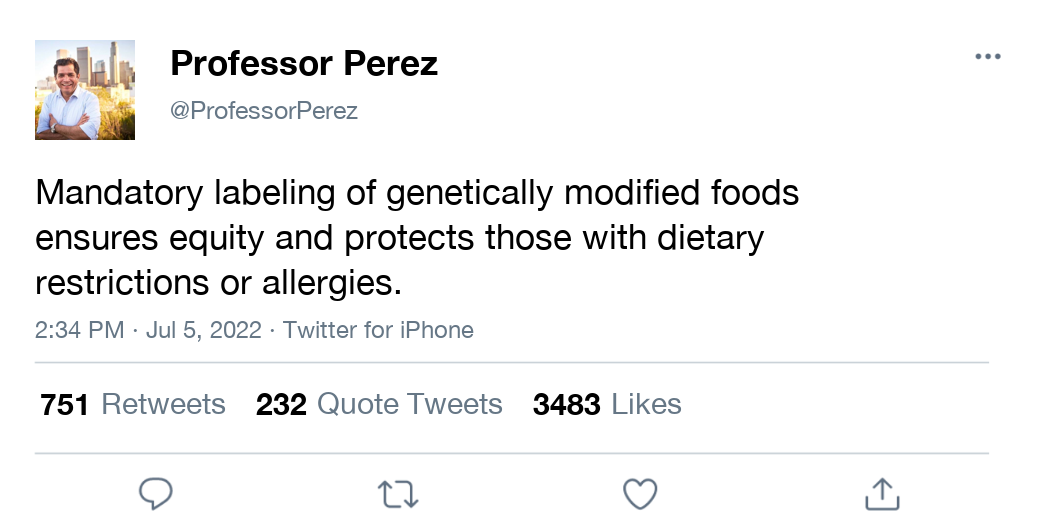 Professor Perez
@ProfessorPerez
Mandatory labeling of genetically modified foods
ensures equity and protects those with dietary
restrictions or allergies.
2:34 PM · Jul 5, 2022 · Twitter for iPhone
751 Retweets 232 Quote Tweets 3483 Likes